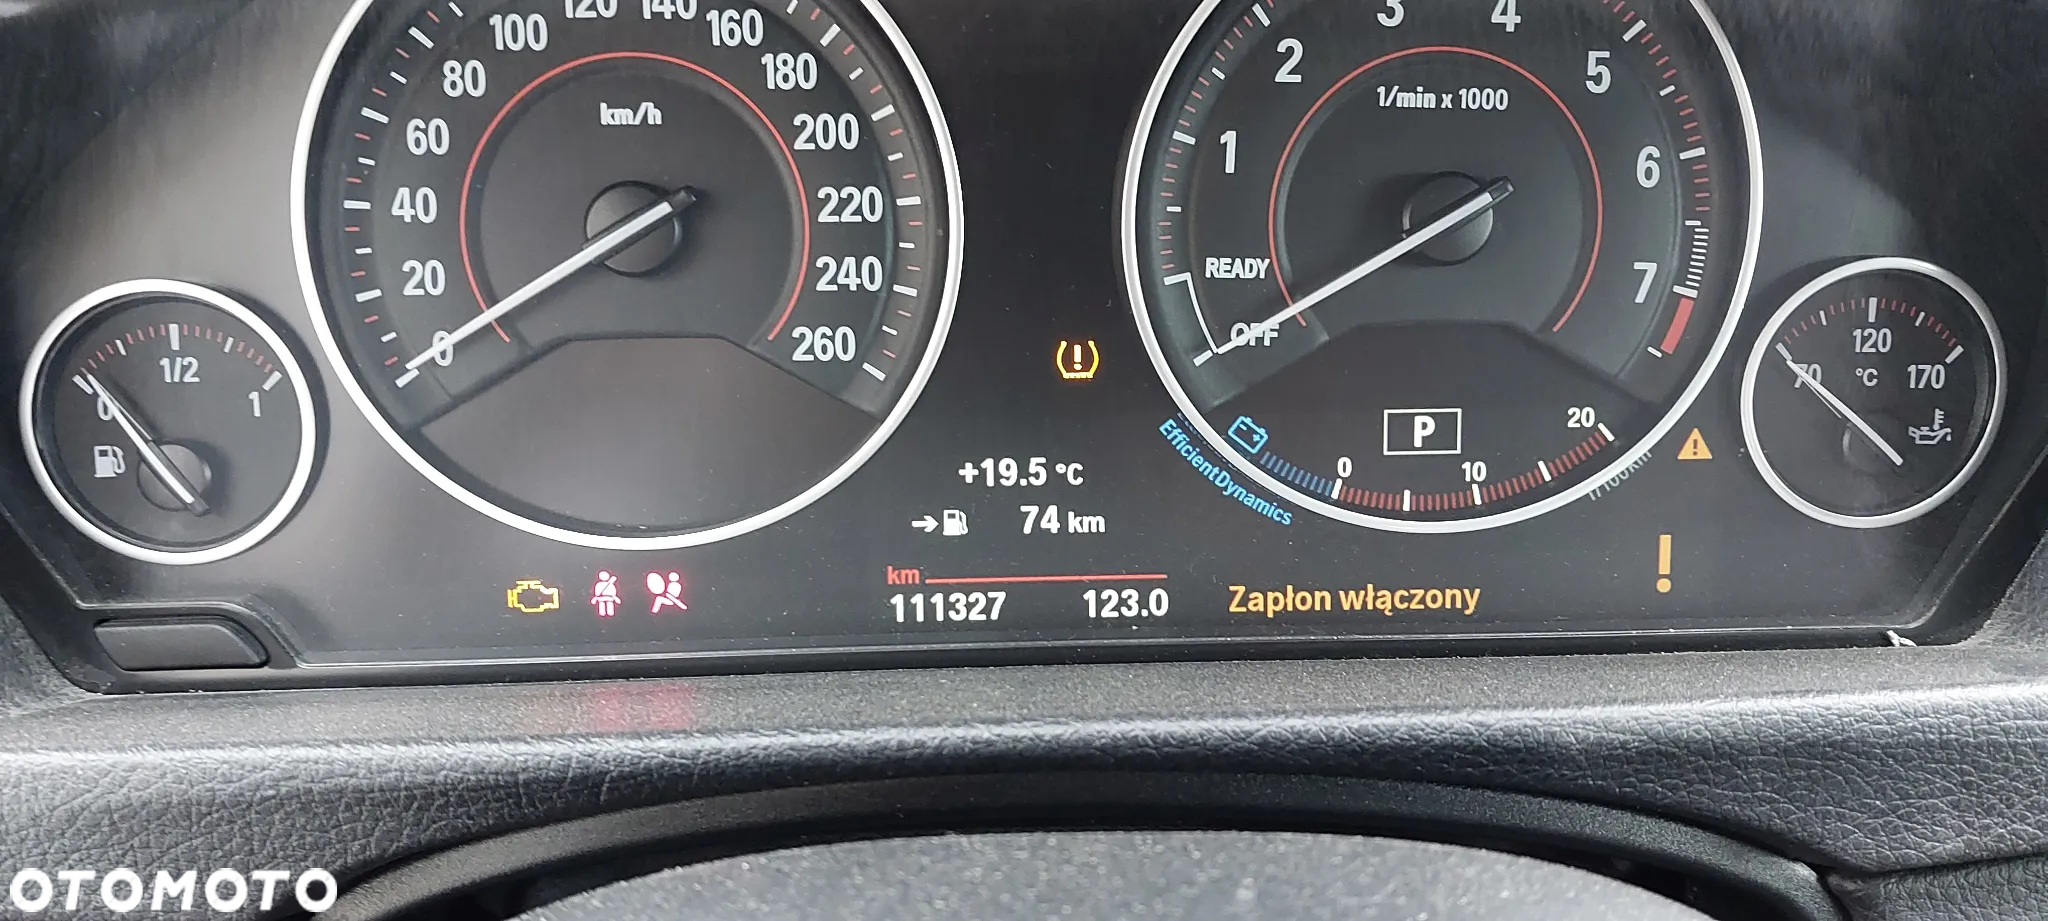 100 120 140 160
80 180
60 200
40 220
20 240
0 260
km/h
3 4
2 5
1 6
7
1/min x 1000
READY
OFF
1/2
0 1
120
70 °C 170
P
0 10 20
EfficientDynamics
+19.5 °C
74 km
km
111327 123.0
Zapłon włączony
OTOMOTO